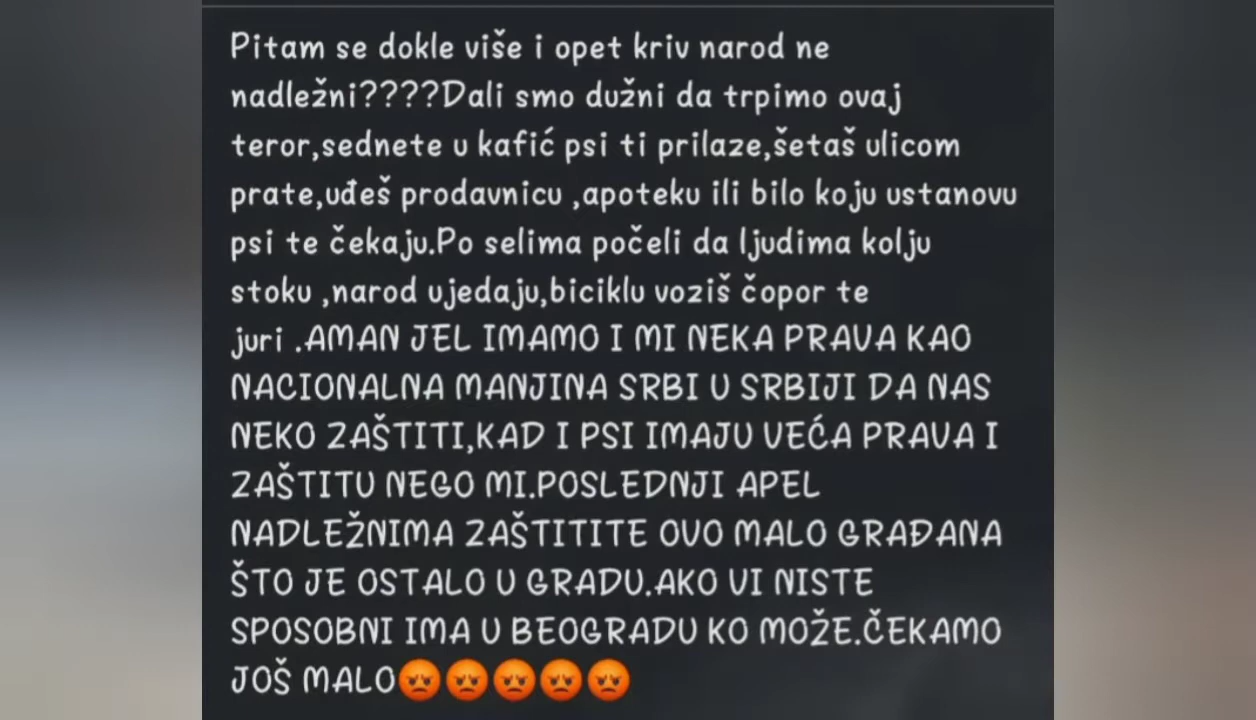 Pitam se dokle više i opet kriv narod ne
nadležni????Dali smo dužni da trpimo ovaj
teror,sednete u kafić psi ti prilaze,šetaš ulicom
prate,uđeš prodavnicu ,apoteku ili bilo koju ustanovu
psi te čekaju.Po selima počeli da ljudima kolju
stoku ,narod ujedaju,biciklu voziš čopor te
juri .AMAN JEL IMAMO I MI NEKA PRAVA KAO
NACIONALNA MANJINA SRBI U SRBIJI DA NAS
NEKO ZAŠTITI,KAD I PSI IMAJU VEĆA PRAVA I
ZAŠTITU NEGO MI.POSLEDNJI APEL
NADLEŽNIMA ZAŠTITITE OVO MALO GRAĐANA
ŠTO JE OSTALO U GRADU.AKO VI NISTE
SPOSOBNI IMA U BEOGRADU KO MOŽE.ČEKAMO
JOŠ MALO😡😡😡😡😡